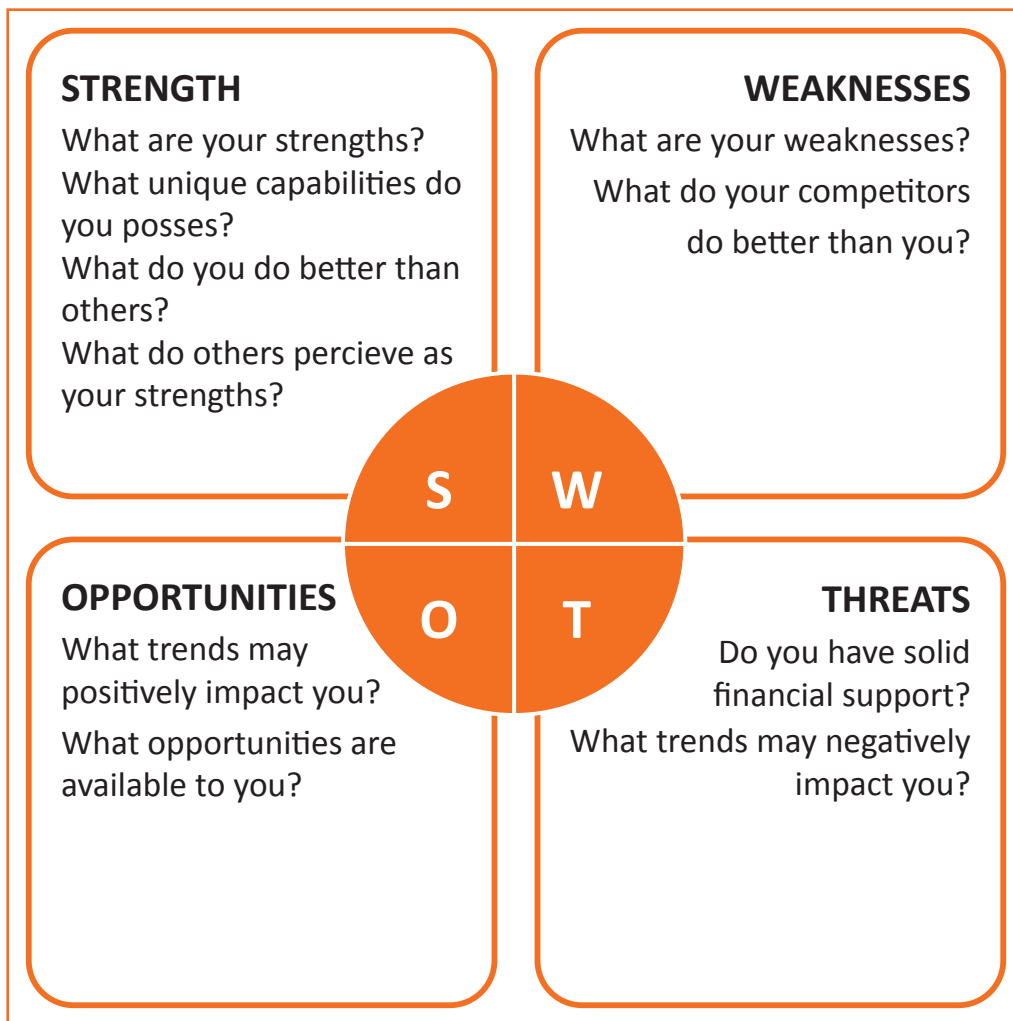 STRENGTH
What are your strengths?
What unique capabilities do
you posses?
What do you do better than
others?
What do others percieve as
your strengths?
WEAKNESSES
What are your weaknesses?
What do your competitors
do better than you?
S
W
O
T
OPPORTUNITIES
What trends may
positively impact you?
What opportunities are
available to you?
THREATS
Do you have solid
financial support?
What trends may negatively
impact you?